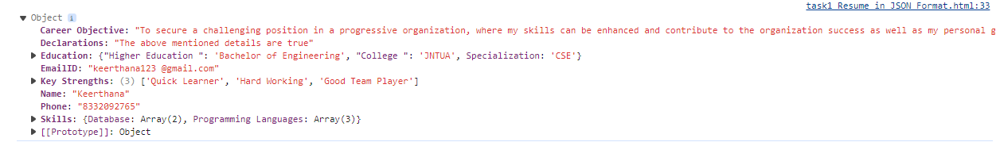 task1 Resume in JSON Format.html:33
Object i
Career Objective: "To secure a challenging position in a progressive organization, where my skills can be enhanced and contribute to the organization success as well as my personal g
Declarations: "The above mentioned details are true"
Education: {"Higher Education ": 'Bachelor of Engineering', "College ": 'JNTUA', Specialization: 'CSE'}
EmailID: "keerthana123 @gmail.com"
Key Strengths: (3) ['Quick Learner', 'Hard Working', 'Good Team Player']
Name: "Keerthana"
Phone: "8332092765"
Skills: {Database: Array(2), Programming Languages: Array(3)}
[[Prototype]]: Object